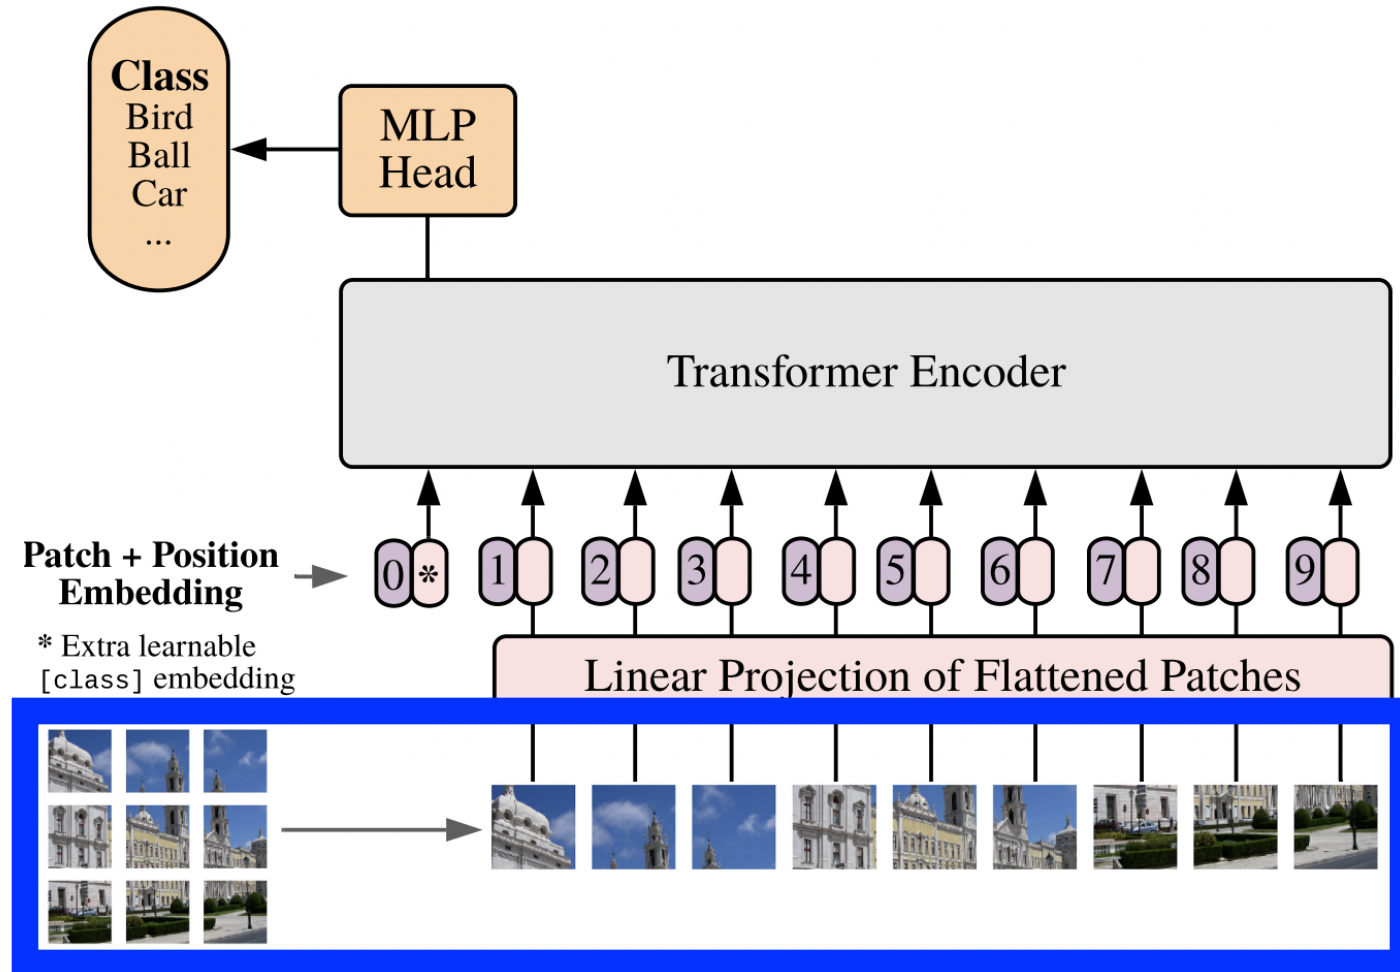 Class
Bird
Ball
Car
...
MLP
Head
Transformer Encoder
Patch + Position
Embedding
0 * 1 2 3 4 5 6 7 8 9
* Extra learnable
[class] embedding
Linear Projection of Flattened Patches